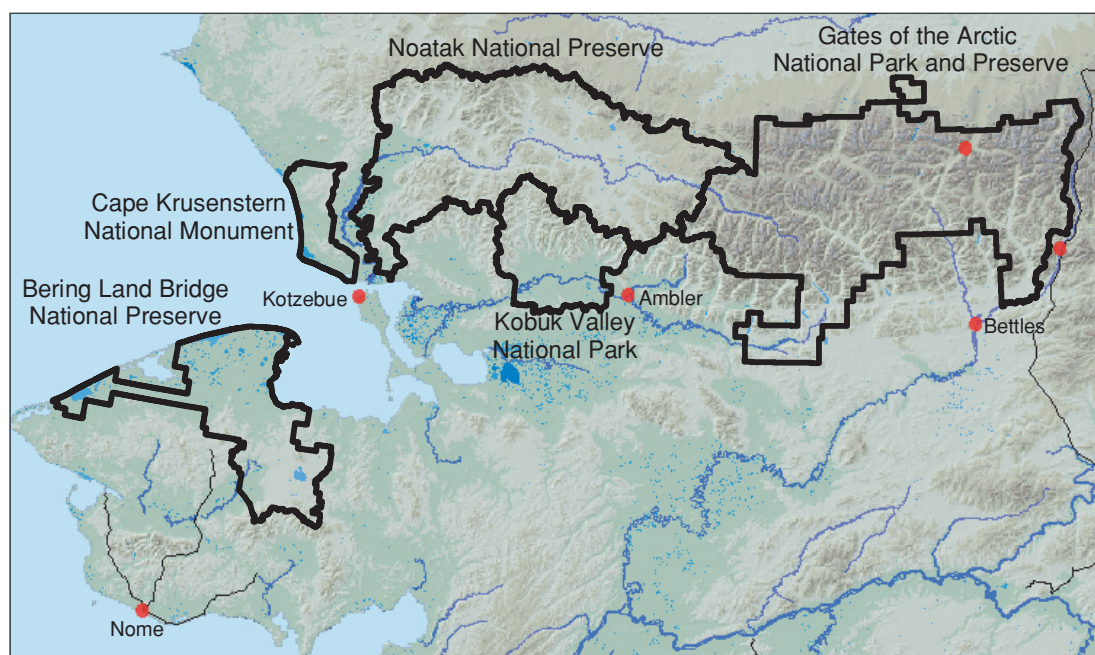 Noatak National Preserve
Gates of the Arctic
National Park and Preserve
Cape Krusenstern
National Monument
Bering Land Bridge
National Preserve
Kotzebue
Ambler
Kobuk Valley
National Park
Bettles
Nome